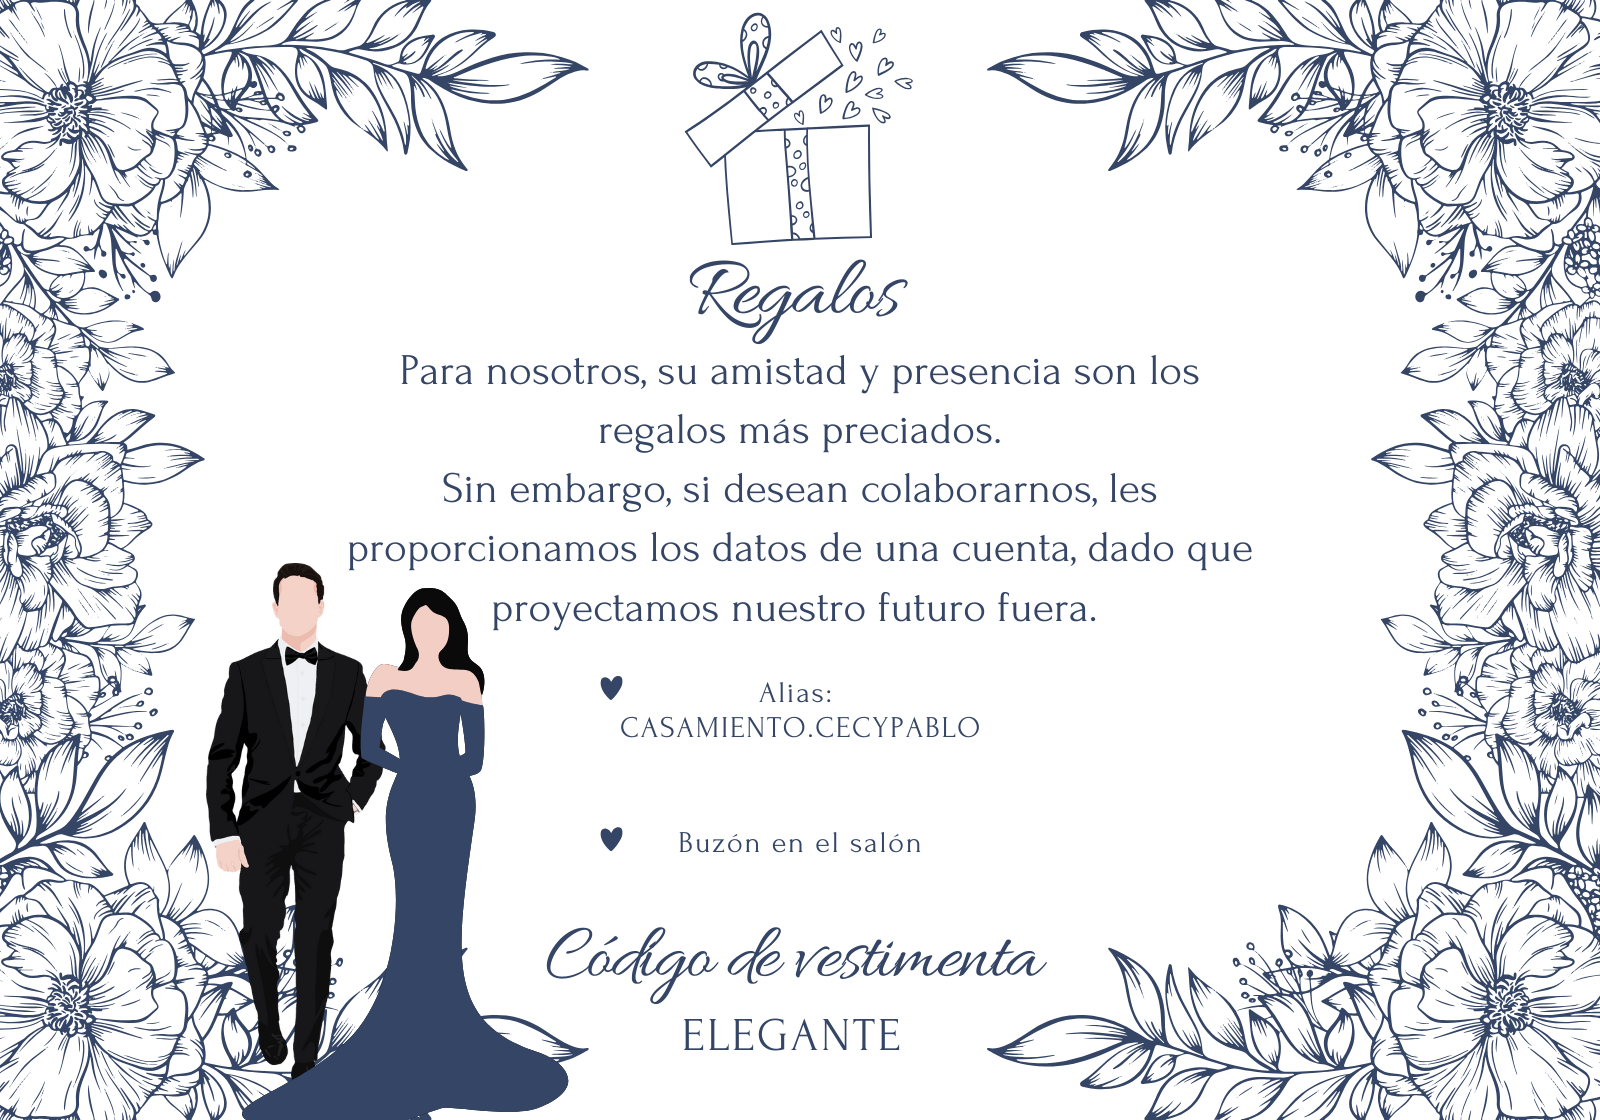 Regalos
Para nosotros, su amistad y presencia son los
regalos más preciados.
Sin embargo, si desean colaborarnos, les
proporcionamos los datos de una cuenta, dado que
proyectamos nuestro futuro fuera.
Alias:
CASAMIENTO.CECYPABLO
Buzón en el salón
Código de vestimenta
ELEGANTE